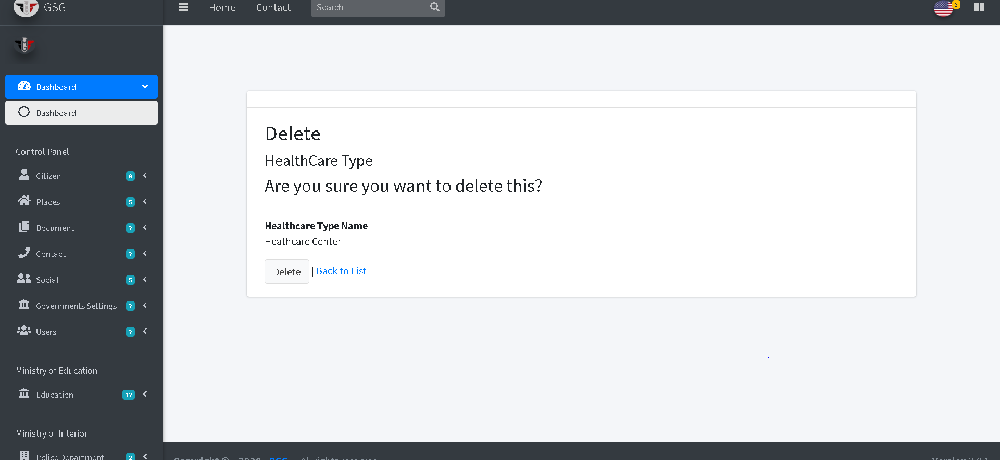 GSG
Home
Contact
Search
2
Dashboard
Dashboard
Control Panel
Citizen 8
Places 5
Document 2
Contact 2
Social 5
Governments Settings 2
Users 2
Ministry of Education
Education 12
Ministry of Interior
Police Department 2
Delete
HealthCare Type
Are you sure you want to delete this?
Healthcare Type Name
Heathcare Center
Delete | Back to List
Copyright © 2020 GSG All rights reserved
Version 3.0.1